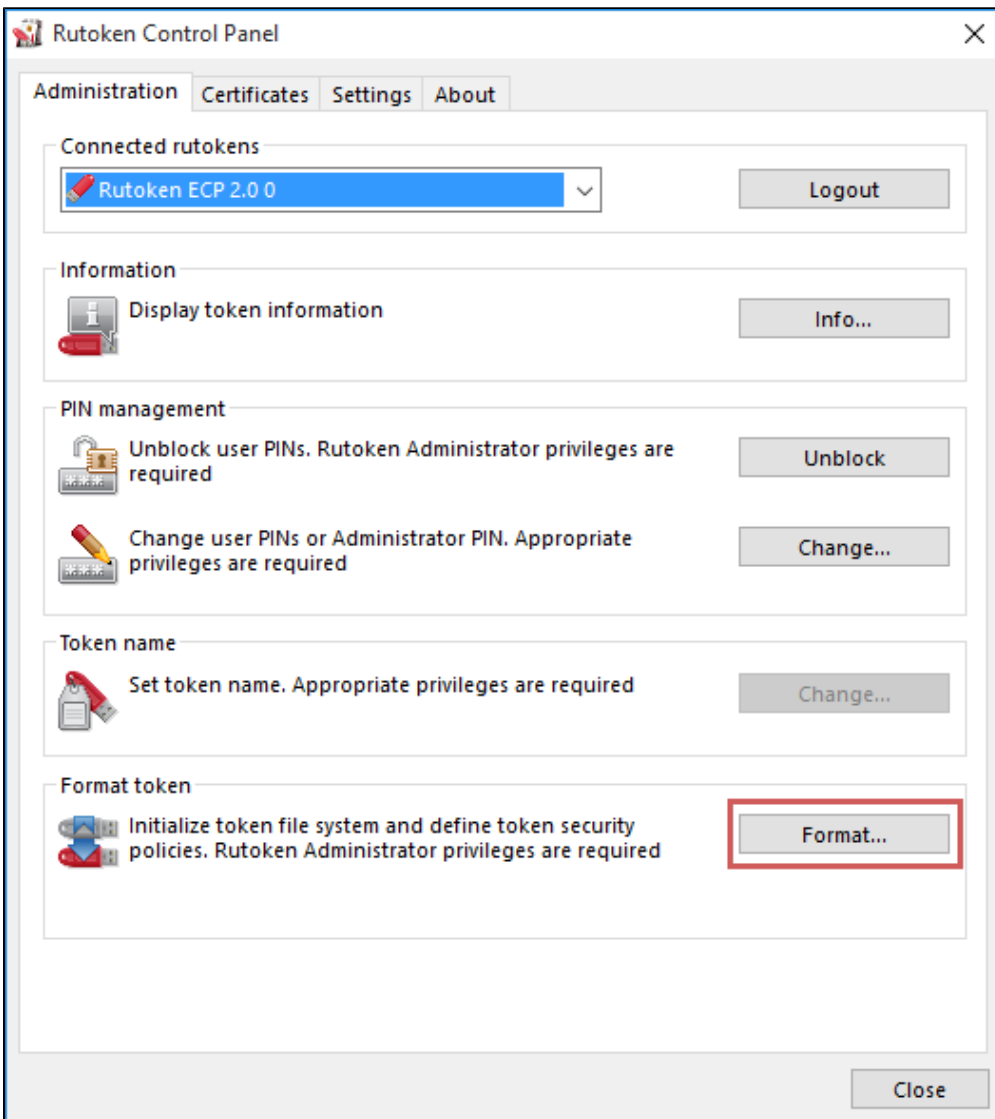 Rutoken Control Panel
Administration Certificates Settings About
Connected rutokens
Rutoken ECP 2.0 0
Logout
Information
Display token information
Info...
PIN management
Unblock user PINs. Rutoken Administrator privileges are
required
Unblock
Change user PINs or Administrator PIN. Appropriate
privileges are required
Change...
Token name
Set token name. Appropriate privileges are required
Change...
Format token
Initialize token file system and define token security
policies. Rutoken Administrator privileges are required
Format...
Close